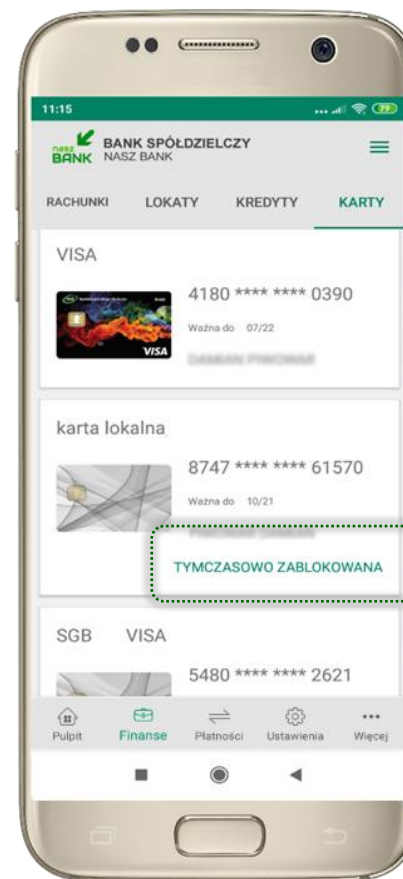 11:15
79
nasz BANK
BANK SPÓŁDZIELCZY
NASZ BANK
RACHUNKI LOKATY KREDYTY KARTY
VISA
4180 **** **** 0390
Ważna do 07/22
VISA
karta lokalna
8747 **** **** 61570
Ważna do 10/21
TYMCZASOWO ZABLOKOWANA
SGB VISA
5480 **** **** 2621
Pulpit Finanse Płatności Ustawienia Więcej